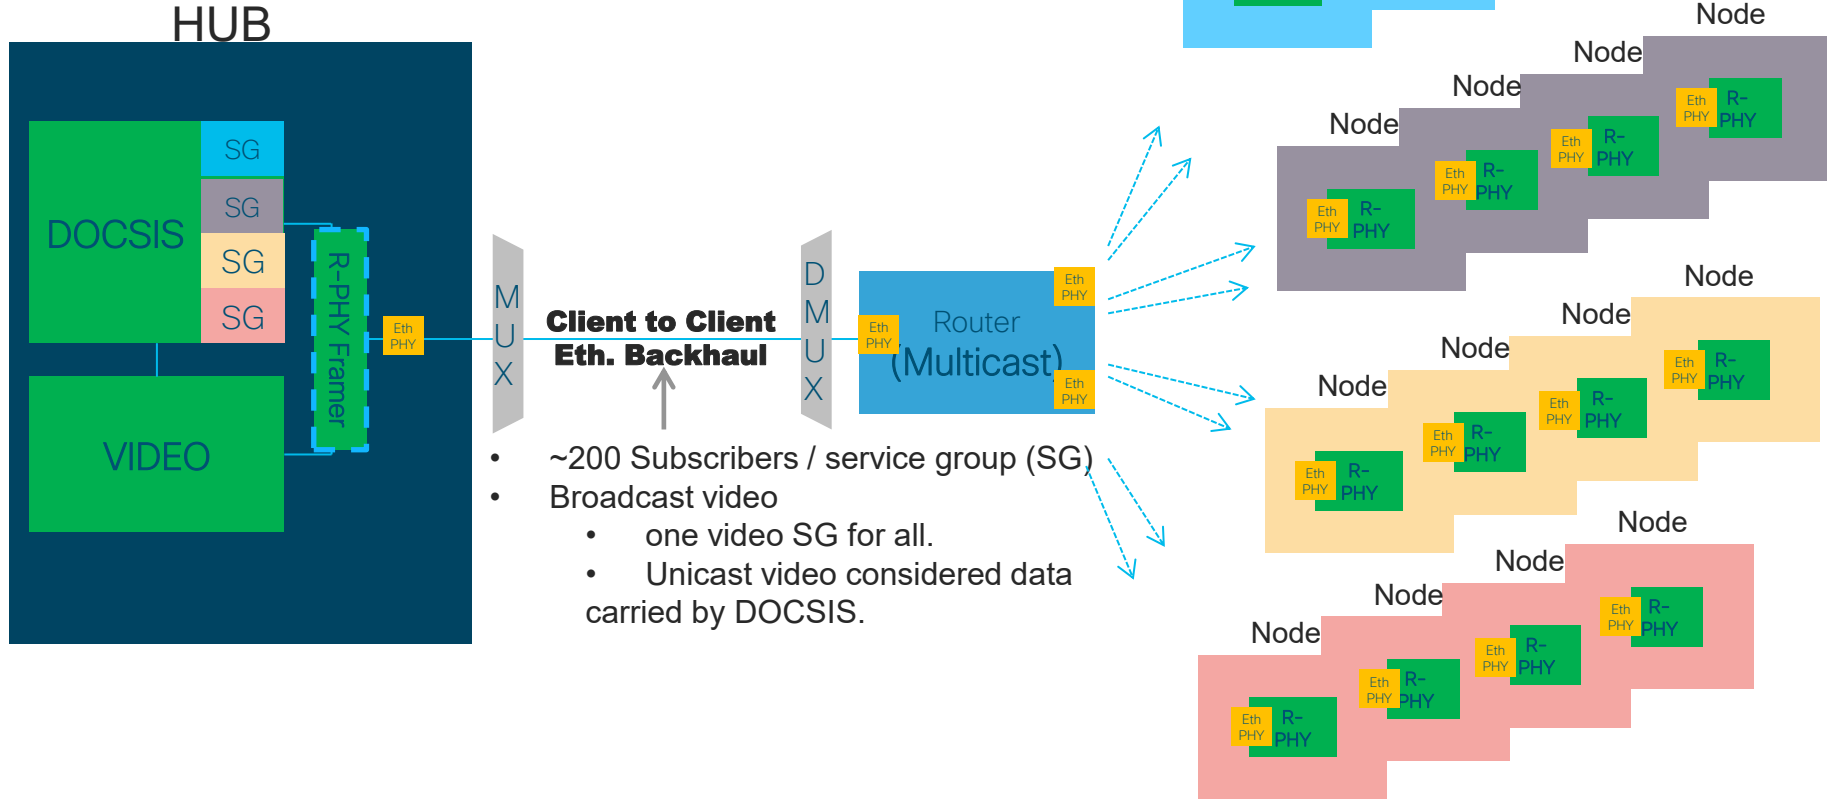 HUB
DOCSIS
SG
SG
SG
SG
VIDEO
R-PHY Framer
Eth
PHY
M
U
X
Client to Client
Eth. Backhaul
D
M
U
X
Eth
PHY
Router
(Multicast)
Eth
PHY
Eth
PHY
• ~200 Subscribers / service group (SG)
• Broadcast video
• one video SG for all.
• Unicast video considered data
carried by DOCSIS.
Node
Node
Node
Node
Eth
PHY
R-
PHY
Eth
PHY
R-
PHY
Eth
PHY
R-
PHY
Eth
PHY
R-
PHY
Node
Node
Node
Node
Eth
PHY
R-
PHY
Eth
PHY
R-
PHY
Eth
PHY
R-
PHY
Eth
PHY
R-
PHY
Node
Node
Node
Node
Eth
PHY
R-
PHY
Eth
PHY
R-
PHY
Eth
PHY
R-
PHY
Eth
PHY
R-
PHY